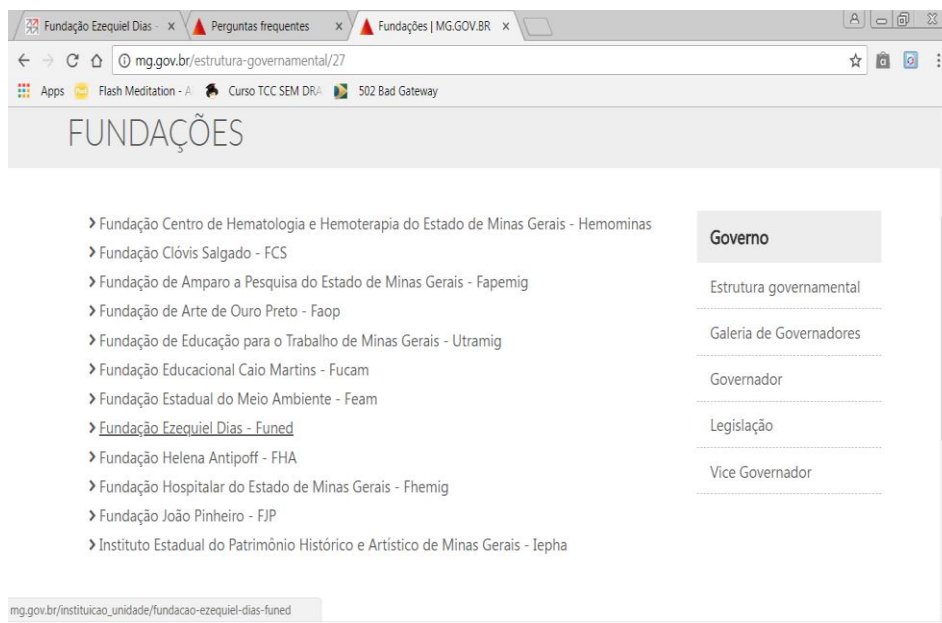 Fundação Ezequiel Dias -
Perguntas frequentes
Fundações | MG.GOV.BR
mg.gov.br/estrutura-governamental/27
Apps
Flash Meditation - A
Curso TCC SEM DRA
502 Bad Gateway
FUNDAÇÕES
Fundação Centro de Hematologia e Hemoterapia do Estado de Minas Gerais - Hemominas
Fundação Clóvis Salgado - FCS
Fundação de Amparo a Pesquisa do Estado de Minas Gerais - Fapemig
Fundação de Arte de Ouro Preto - Faop
Fundação de Educação para o Trabalho de Minas Gerais - Utramig
Fundação Educacional Caio Martins - Fucam
Fundação Estadual do Meio Ambiente - Feam
Fundação Ezequiel Dias - Funed
Fundação Helena Antipoff - FHA
Fundação Hospitalar do Estado de Minas Gerais - Fhemig
Fundação João Pinheiro - FJP
Instituto Estadual do Patrimônio Histórico e Artístico de Minas Gerais - Iepha
Governo
Estrutura governamental
Galeria de Governadores
Governador
Legislação
Vice Governador
mg.gov.br/instituicao_unidade/fundacao-ezequiel-dias-funed